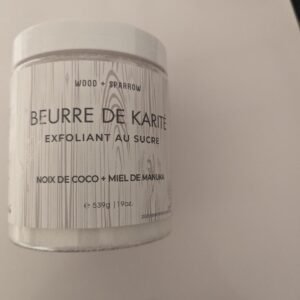 WOOD + SPARROW
BEURRE DE KARITÉ
EXFOLIANT AU SUCRE
NOIX DE COCO + MIEL DE MANUKA
℮ 539g | 19oz.